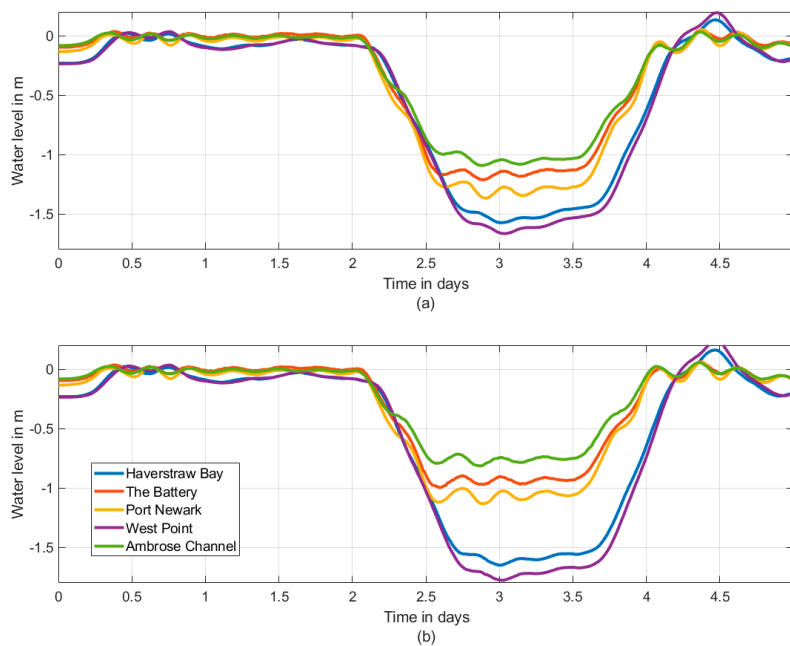 0
-0.5
-1
-1.5
Water level in m
0 0.5 1 1.5 2 2.5 3 3.5 4 4.5
Time in days
(a)
0
-0.5
-1
-1.5
Water level in m
Haverstraw Bay
The Battery
Port Newark
West Point
Ambrose Channel
0 0.5 1 1.5 2 2.5 3 3.5 4 4.5
Time in days
(b)